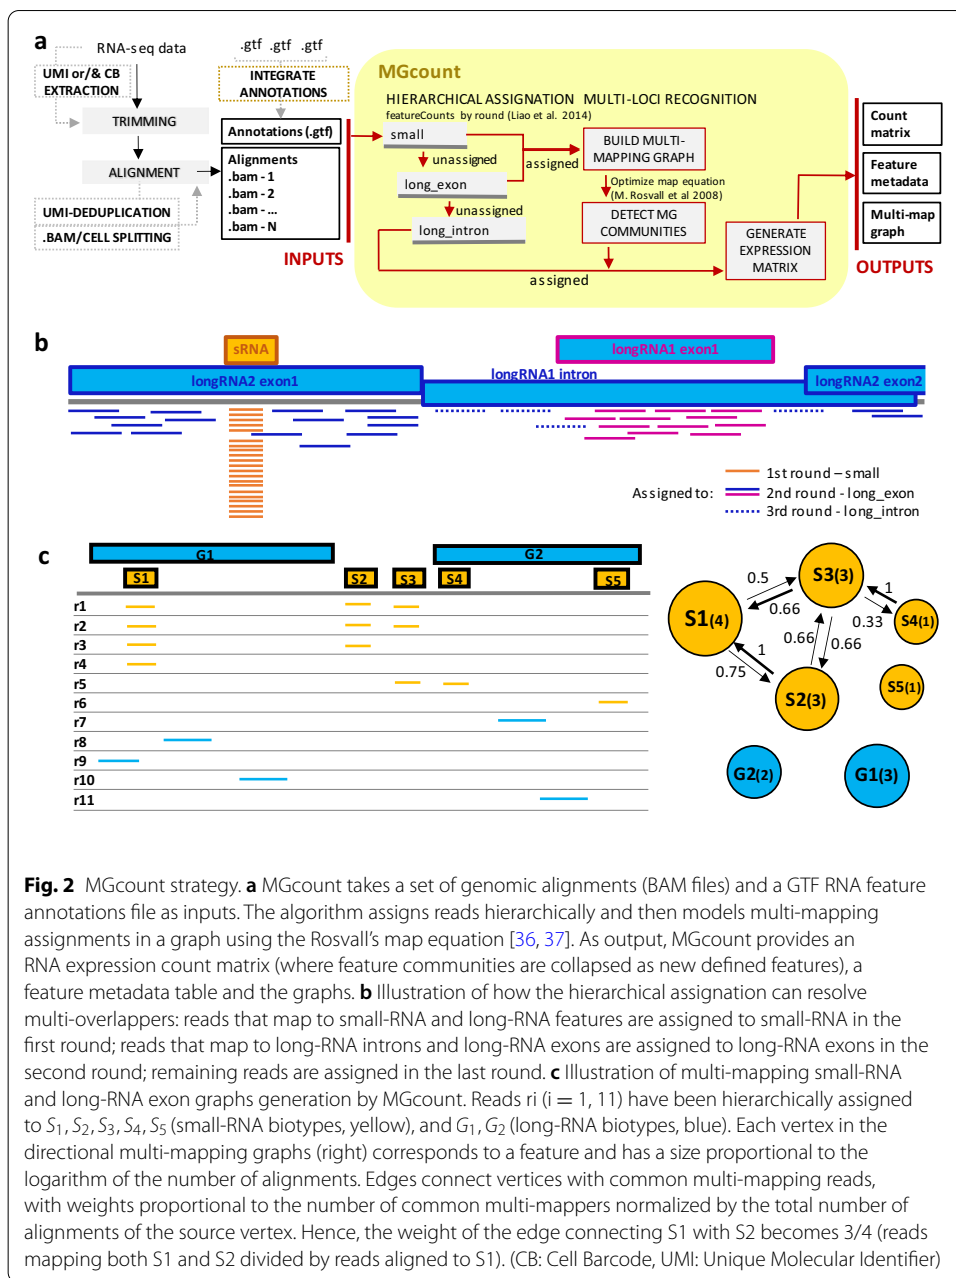 a
RNA-seq data
UMI or/& CB
EXTRACTION
TRIMMING
ALIGNMENT
UMI-DEDUPLICATION
.BAM/CELL SPLITTING
.gtf .gtf .gtf
INTEGRATE
ANNOTATIONS
Annotations (.gtf)
Alignments
.bam - 1
.bam - 2
.bam - ...
.bam - N
INPUTS
MGcount
HIERARCHICAL ASSIGNATION MULTI-LOCI RECOGNITION
featureCounts by round (Liao et al. 2014)
small
unassigned
assigned
long_exon
unassigned
long_intron
BUILD MULTI-
MAPPING GRAPH
Optimize map equation
(M. Rosvall et al 2008)
DETECT MG
COMMUNITIES
assigned
GENERATE
EXPRESSION
MATRIX
Count
matrix
Feature
metadata
Multi-map
graph
OUTPUTS
b
sRNA
longRNA1 exon1
longRNA2 exon1
longRNA1 intron
longRNA2 exon2
Assigned to:
1st round – small
2nd round - long_exon
3rd round - long_intron
c
G1
G2
S1
S2
S3
S4
S5
r1
r2
r3
r4
r5
r6
r7
r8
r9
r10
r11
S3(3)
0.5
1
S1(4)
0.66
0.33
S4(1)
0.66
0.66
1
0.75
S2(3)
S5(1)
G2(2)
G1(3)
Fig. 2 MGcount strategy. a MGcount takes a set of genomic alignments (BAM files) and a GTF RNA feature
annotations file as inputs. The algorithm assigns reads hierarchically and then models multi-mapping
assignments in a graph using the Rosvall's map equation [36, 37]. As output, MGcount provides an
RNA expression count matrix (where feature communities are collapsed as new defined features), a
feature metadata table and the graphs. b Illustration of how the hierarchical assignation can resolve
multi-overlappers: reads that map to small-RNA and long-RNA features are assigned to small-RNA in the
first round; reads that map to long-RNA introns and long-RNA exons are assigned to long-RNA exons in the
second round; remaining reads are assigned in the last round. c Illustration of multi-mapping small-RNA
and long-RNA exon graphs generation by MGcount. Reads ri (i = 1, 11) have been hierarchically assigned
to S1, S2, S3, S4, S5 (small-RNA biotypes, yellow), and G1, G2 (long-RNA biotypes, blue). Each vertex in the
directional multi-mapping graphs (right) corresponds to a feature and has a size proportional to the
logarithm of the number of alignments. Edges connect vertices with common multi-mapping reads,
with weights proportional to the number of common multi-mappers normalized by the total number of
alignments of the source vertex. Hence, the weight of the edge connecting S1 with S2 becomes 3/4 (reads
mapping both S1 and S2 divided by reads aligned to S1). (CB: Cell Barcode, UMI: Unique Molecular Identifier)